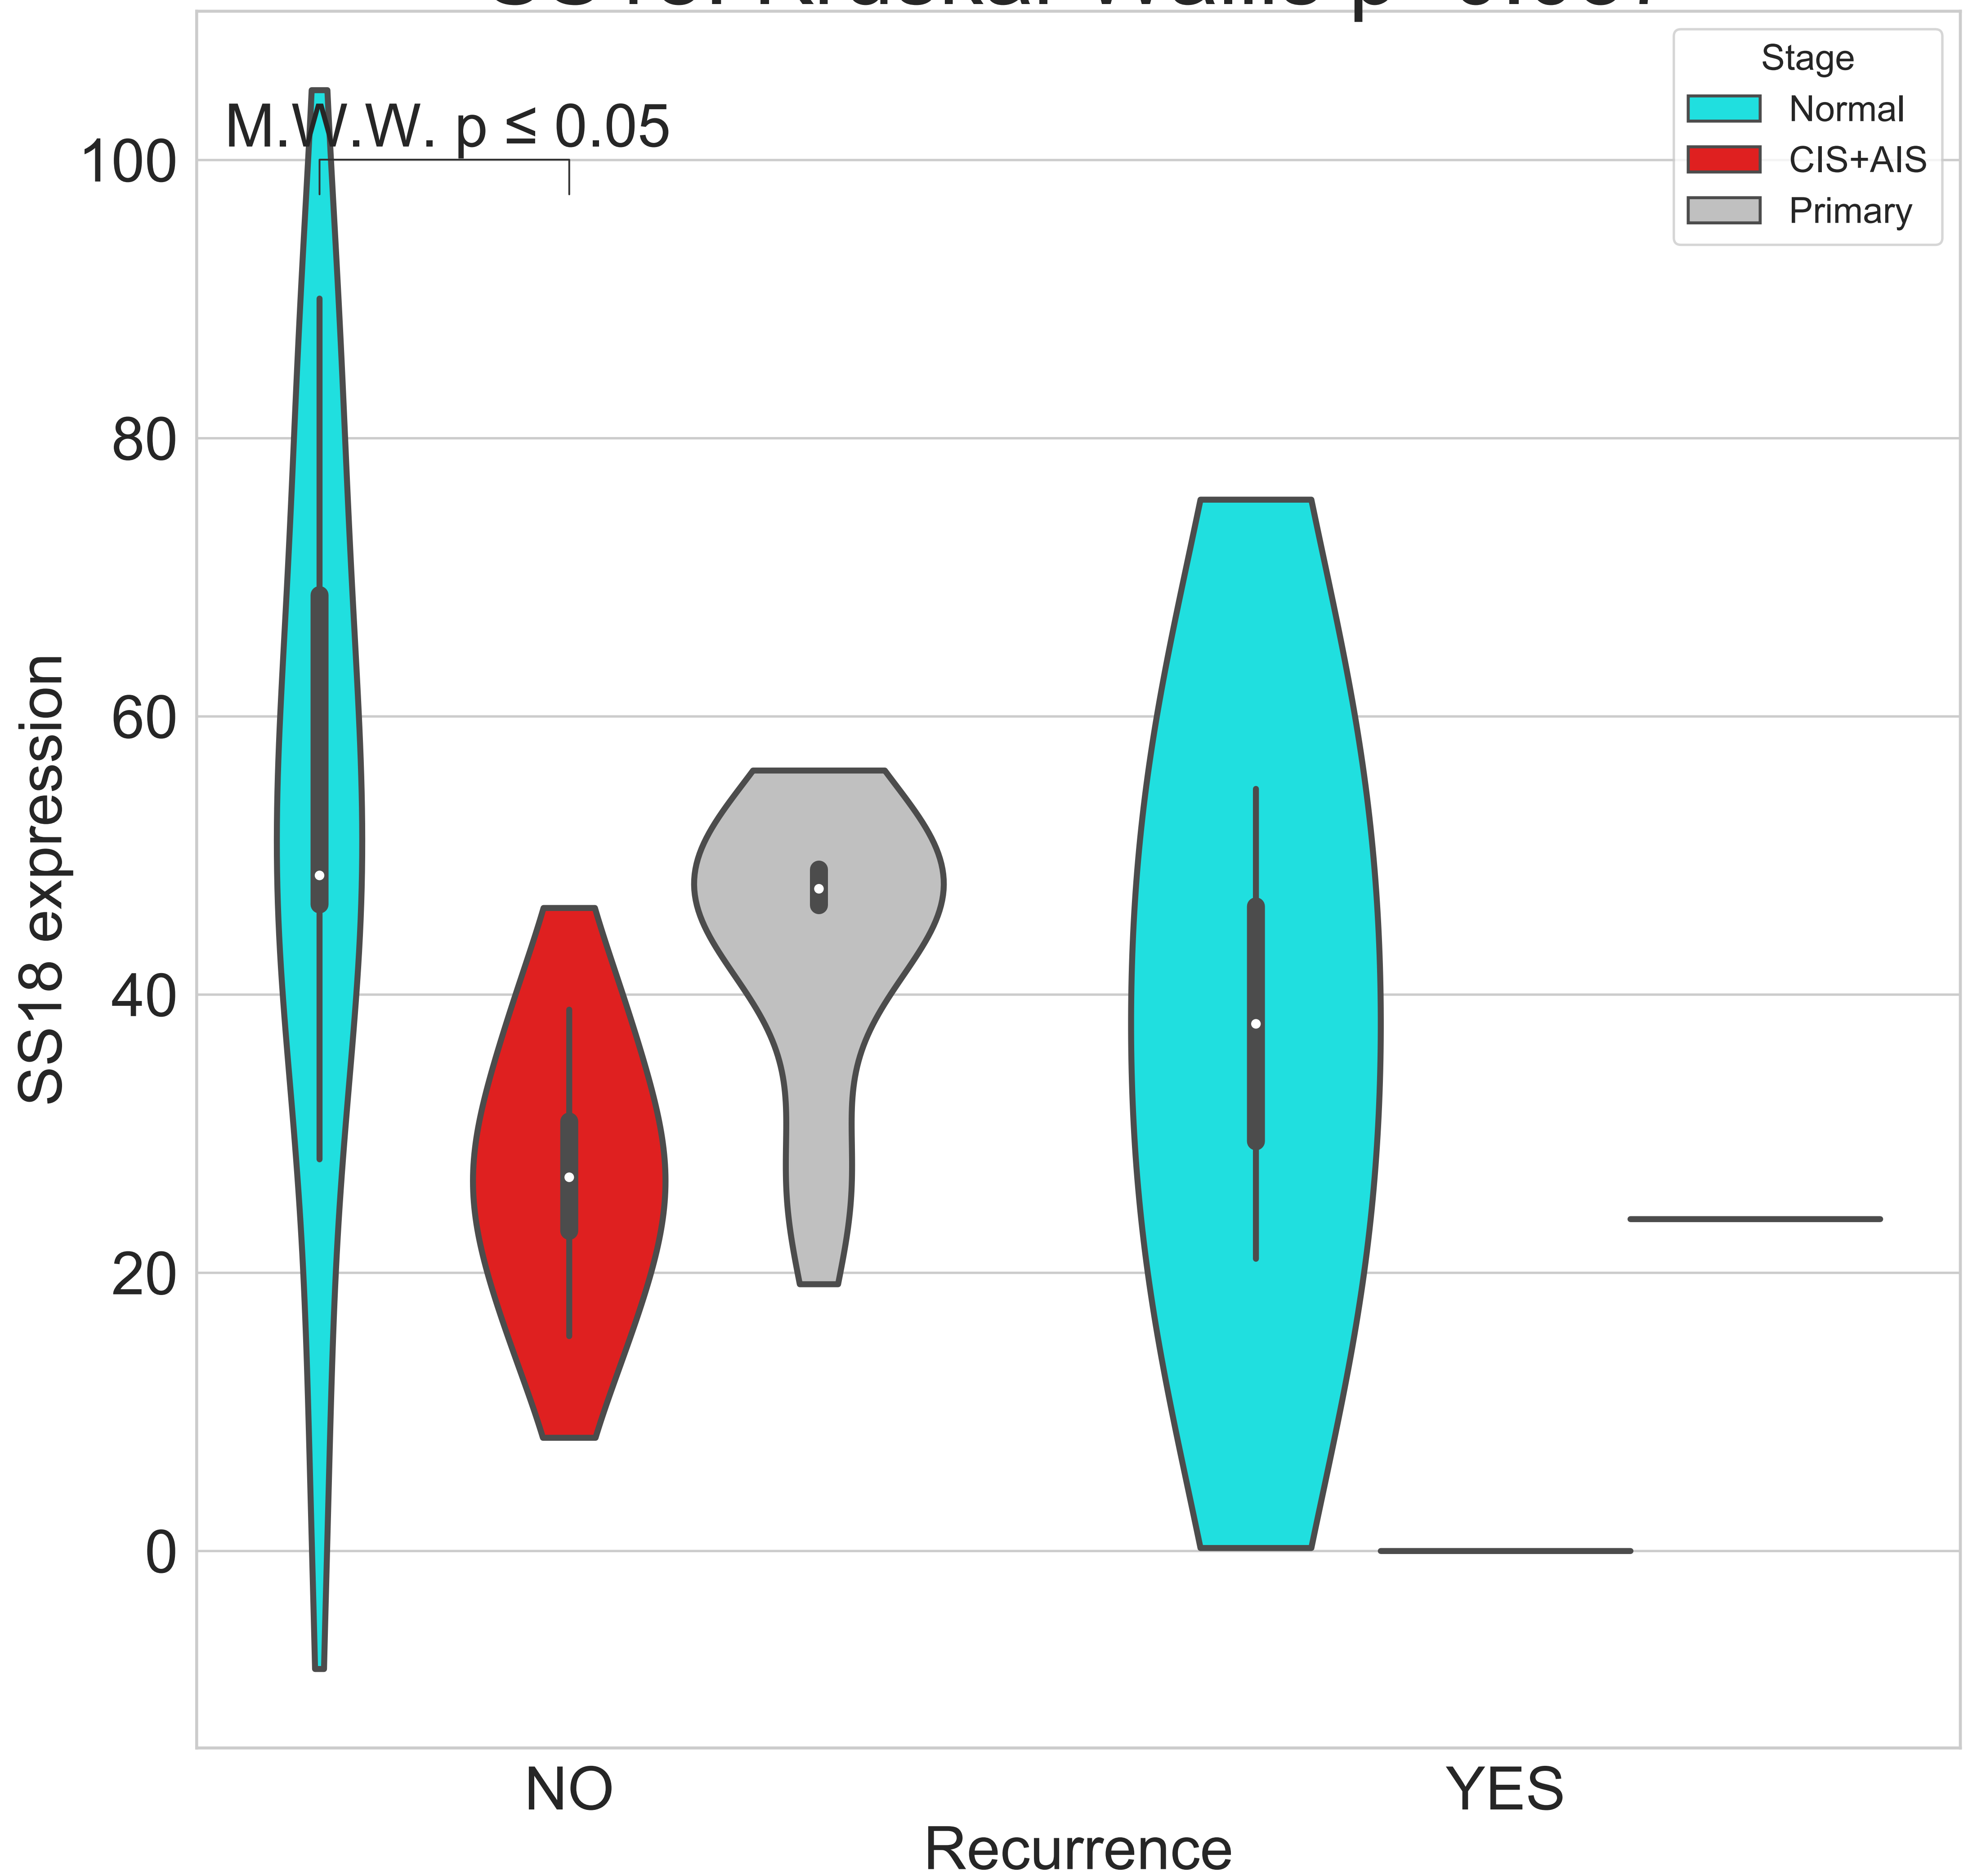 Stage
Normal
CIS+AIS
Primary
M.W.W. p ≤ 0.05
100
80
60
40
20
0
SS18 expression
NO
YES
Recurrence